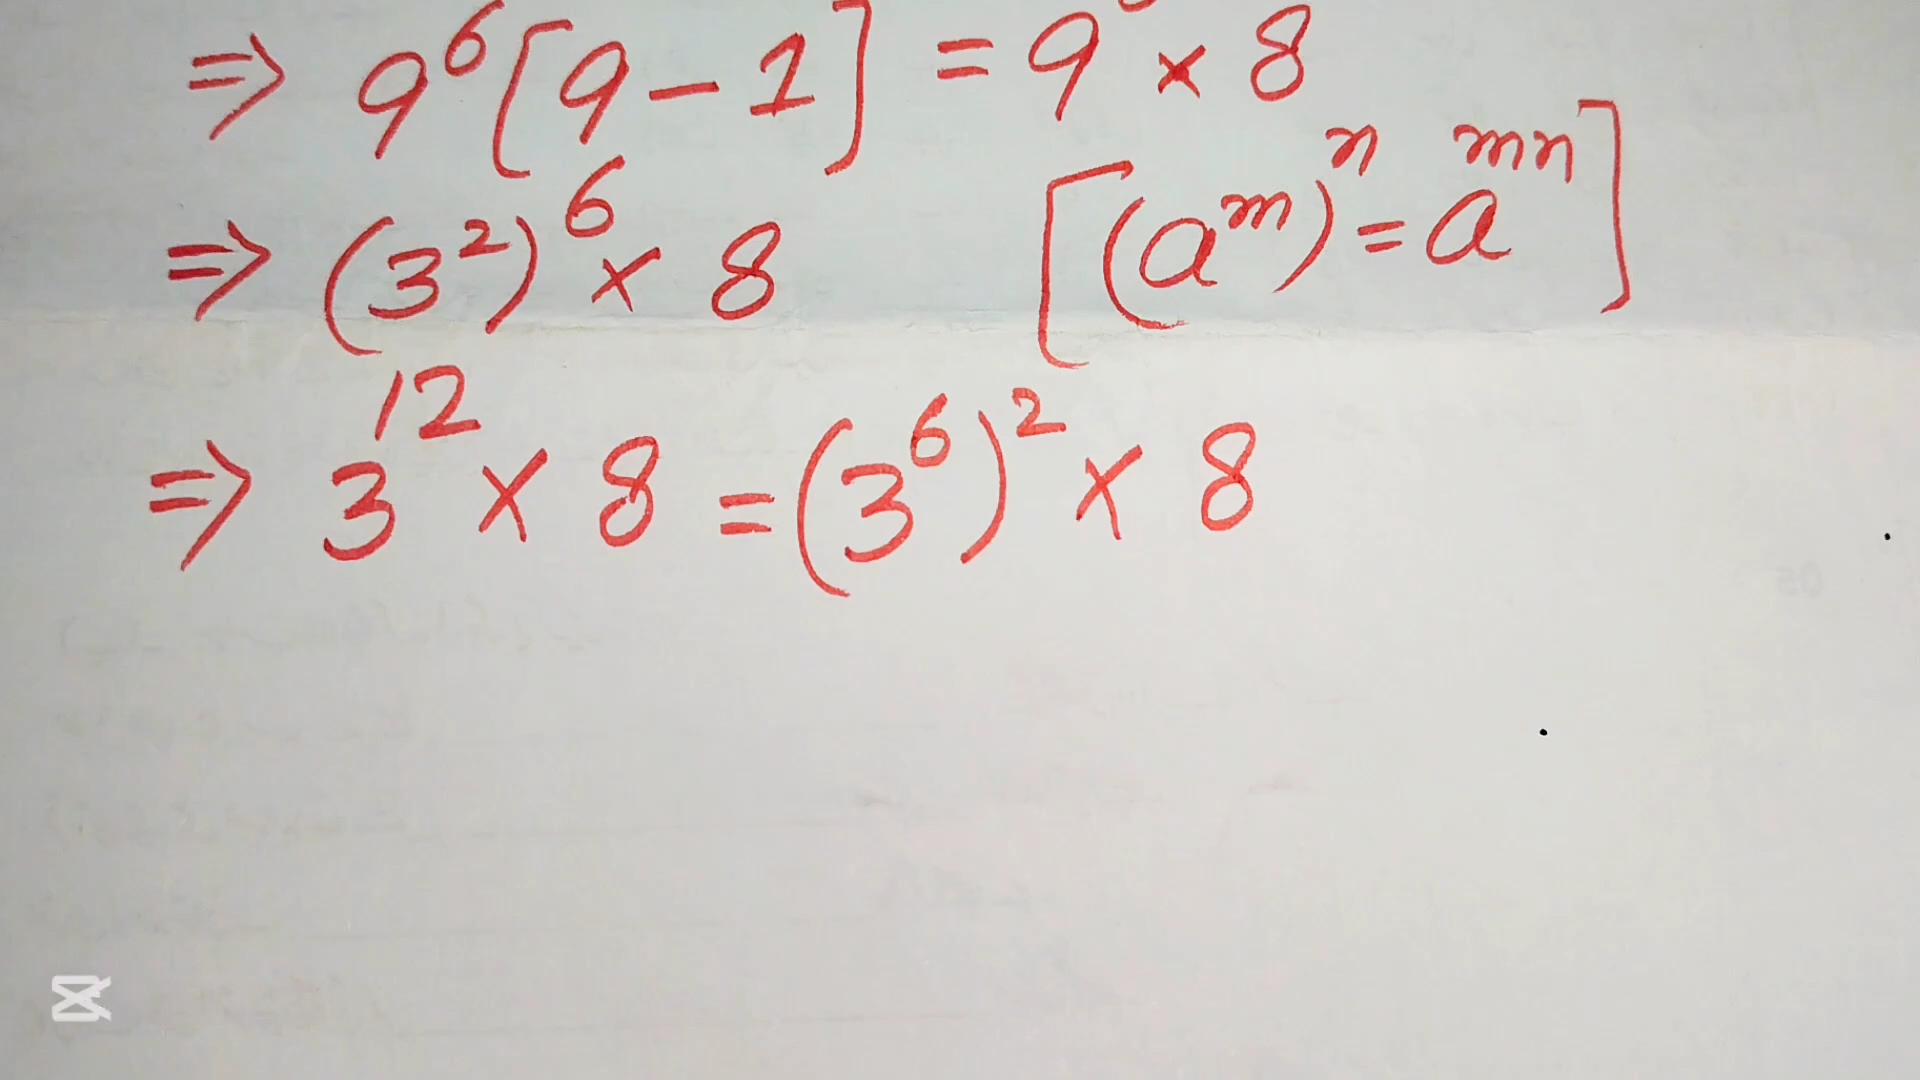 ⇒ 9⁶[9 - 1] = 9 × 8
⇒ (3²)⁶ × 8 [(aᵐ)ⁿ = aᵐⁿ]
⇒ 3¹² × 8 = (3⁶)² × 8